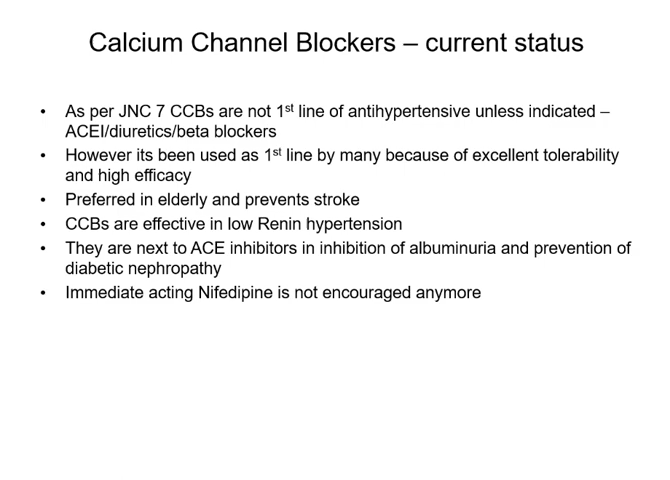 Calcium Channel Blockers – current status
• As per JNC 7 CCBs are not 1st line of antihypertensive unless indicated –
ACEI/diuretics/beta blockers
• However its been used as 1st line by many because of excellent tolerability
and high efficacy
• Preferred in elderly and prevents stroke
• CCBs are effective in low Renin hypertension
• They are next to ACE inhibitors in inhibition of albuminuria and prevention of
diabetic nephropathy
• Immediate acting Nifedipine is not encouraged anymore